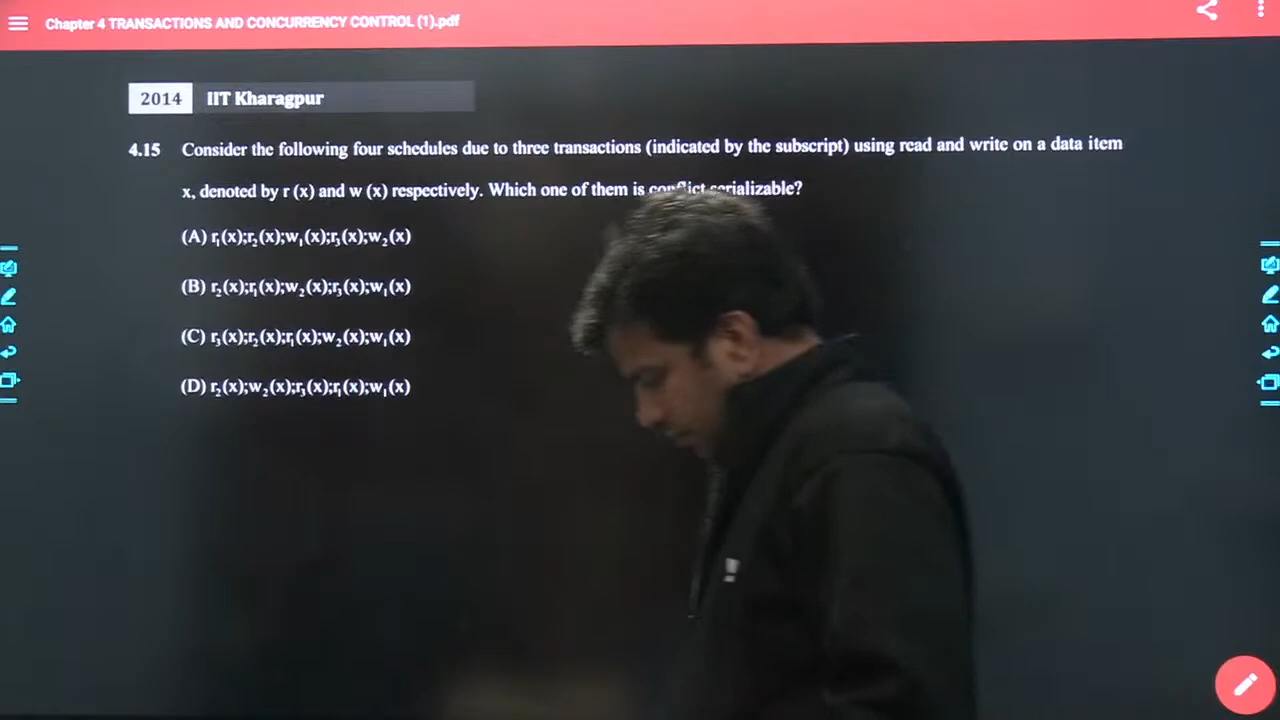 Chapter 4 TRANSACTIONS AND CONCURRENCY CONTROL (1).pdf
2014 IIT Kharagpur
4.15 Consider the following four schedules due to three transactions (indicated by the subscript) using read and write on a data item
x, denoted by r (x) and w (x) respectively. Which one of them is conflict serializable?
(A) r₁(x);r₂(x);w₁(x);r₃(x);w₂(x)
(B) r₂(x);r₁(x);w₂(x);r₃(x);w₁(x)
(C) r₃(x);r₂(x);r₁(x);w₂(x);w₁(x)
(D) r₂(x);w₂(x);r₃(x);r₁(x);w₁(x)